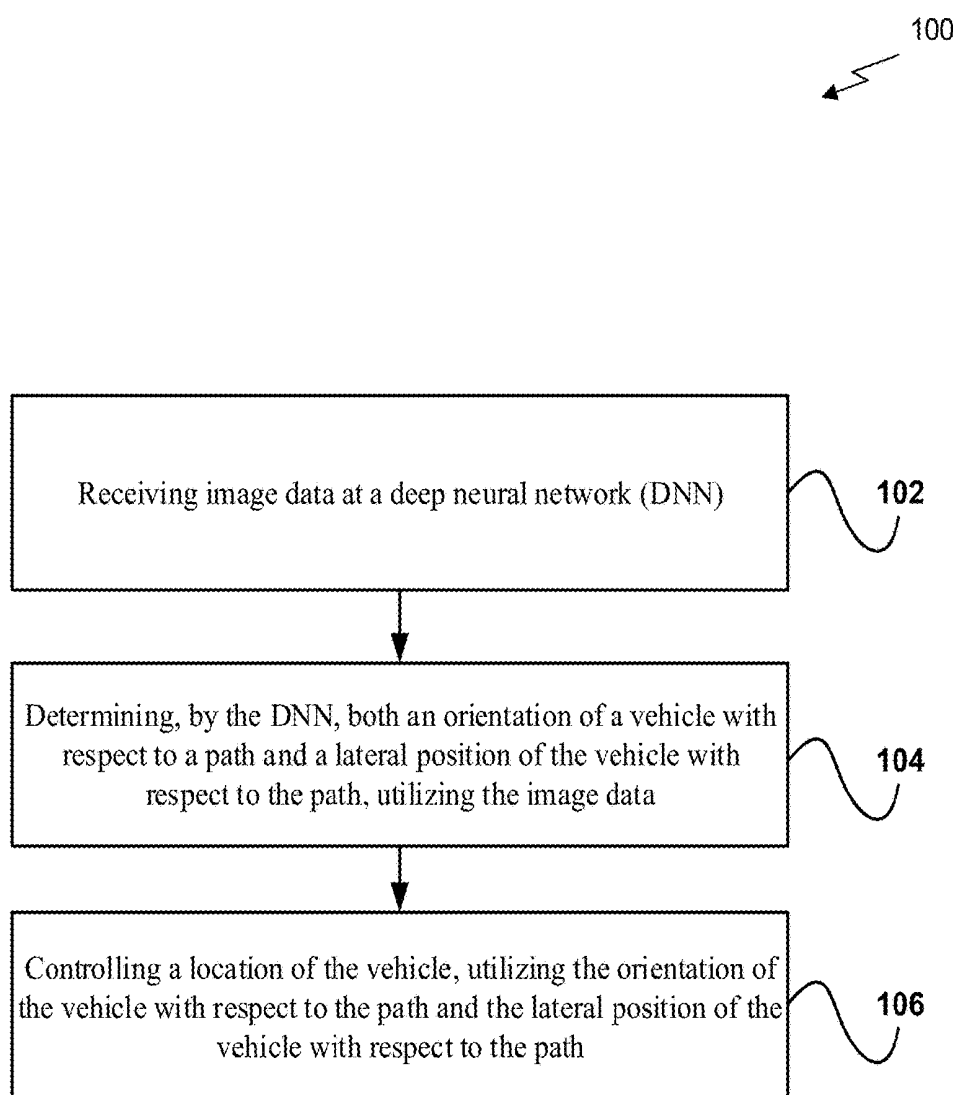 100
Receiving image data at a deep neural network (DNN)
102
Determining, by the DNN, both an orientation of a vehicle with
respect to a path and a lateral position of the vehicle with
respect to the path, utilizing the image data
104
Controlling a location of the vehicle, utilizing the orientation of
the vehicle with respect to the path and the lateral position of the
vehicle with respect to the path
106